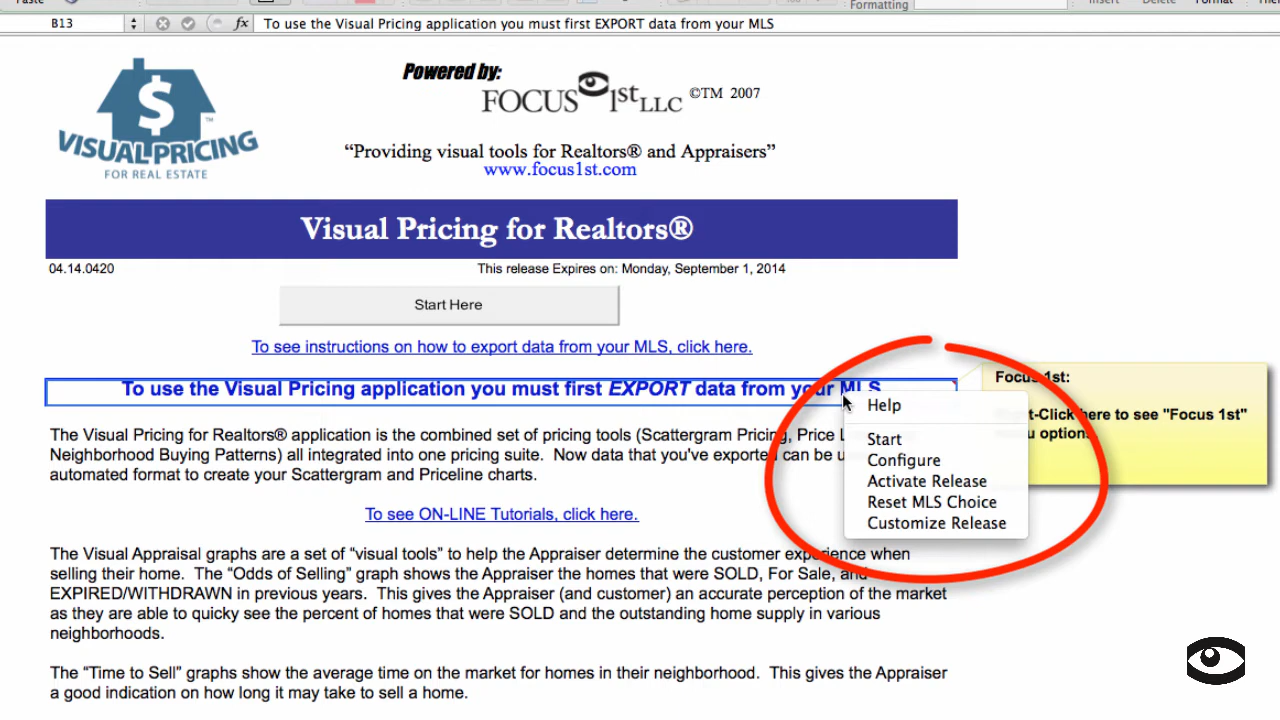 Paste
Formatting
Insert
Delete
Format
B13
fx
To use the Visual Pricing application you must first EXPORT data from your MLS
$
TM
VISUAL PRICING
FOR REAL ESTATE
Powered by:
FOCUS 1st LLC ©TM 2007
“Providing visual tools for Realtors® and Appraisers”
www.focus1st.com
Visual Pricing for Realtors®
04.14.0420
This release Expires on: Monday, September 1, 2014
Start Here
To see instructions on how to export data from your MLS, click here.
To use the Visual Pricing application you must first EXPORT data from your MLS
Focus 1st:
Right-Click here to see "Focus 1st"
menu options
Help
Start
Configure
Activate Release
Reset MLS Choice
Customize Release
The Visual Pricing for Realtors® application is the combined set of pricing tools (Scattergram Pricing, Price L
Neighborhood Buying Patterns) all integrated into one pricing suite. Now data that you've exported can be u
automated format to create your Scattergram and Priceline charts.
To see ON-LINE Tutorials, click here.
The Visual Appraisal graphs are a set of “visual tools” to help the Appraiser determine the customer experience when
selling their home. The “Odds of Selling” graph shows the Appraiser the homes that were SOLD, For Sale, and
EXPIRED/WITHDRAWN in previous years. This gives the Appraiser (and customer) an accurate perception of the market
as they are able to quicky see the percent of homes that were SOLD and the outstanding home supply in various
neighborhoods.
The “Time to Sell” graphs show the average time on the market for homes in their neighborhood. This gives the Appraiser
a good indication on how long it may take to sell a home.